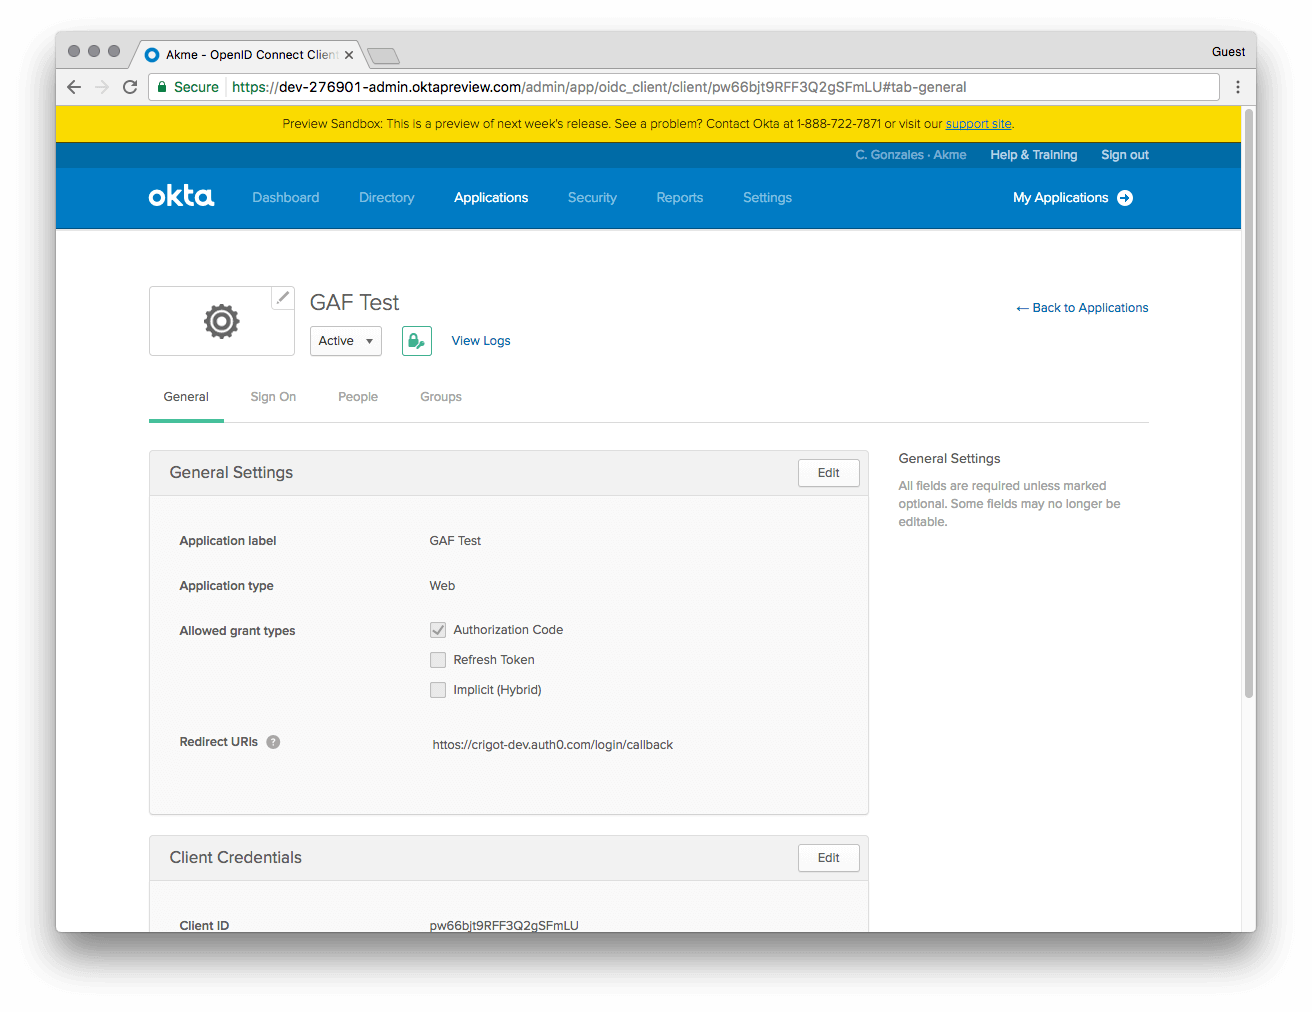 Akme - OpenID Connect Client
Guest
Secure https://dev-276901-admin.oktapreview.com/admin/app/oidc_client/client/pw66bjt9RFF3Q2gSFmLU#tab-general
Preview Sandbox: This is a preview of next week's release. See a problem? Contact Okta at 1-888-722-7871 or visit our support site.
C. Gonzales · Akme Help & Training Sign out
okta Dashboard Directory Applications Security Reports Settings My Applications
GAF Test
← Back to Applications
Active View Logs
General Sign On People Groups
General Settings Edit
General Settings
All fields are required unless marked
optional. Some fields may no longer be
editable.
Application label GAF Test
Application type Web
Allowed grant types Authorization Code
Refresh Token
Implicit (Hybrid)
Redirect URIs ? https://crigot-dev.auth0.com/login/callback
Client Credentials Edit
Client ID pw66bjt9RFF3Q2gSFmLU